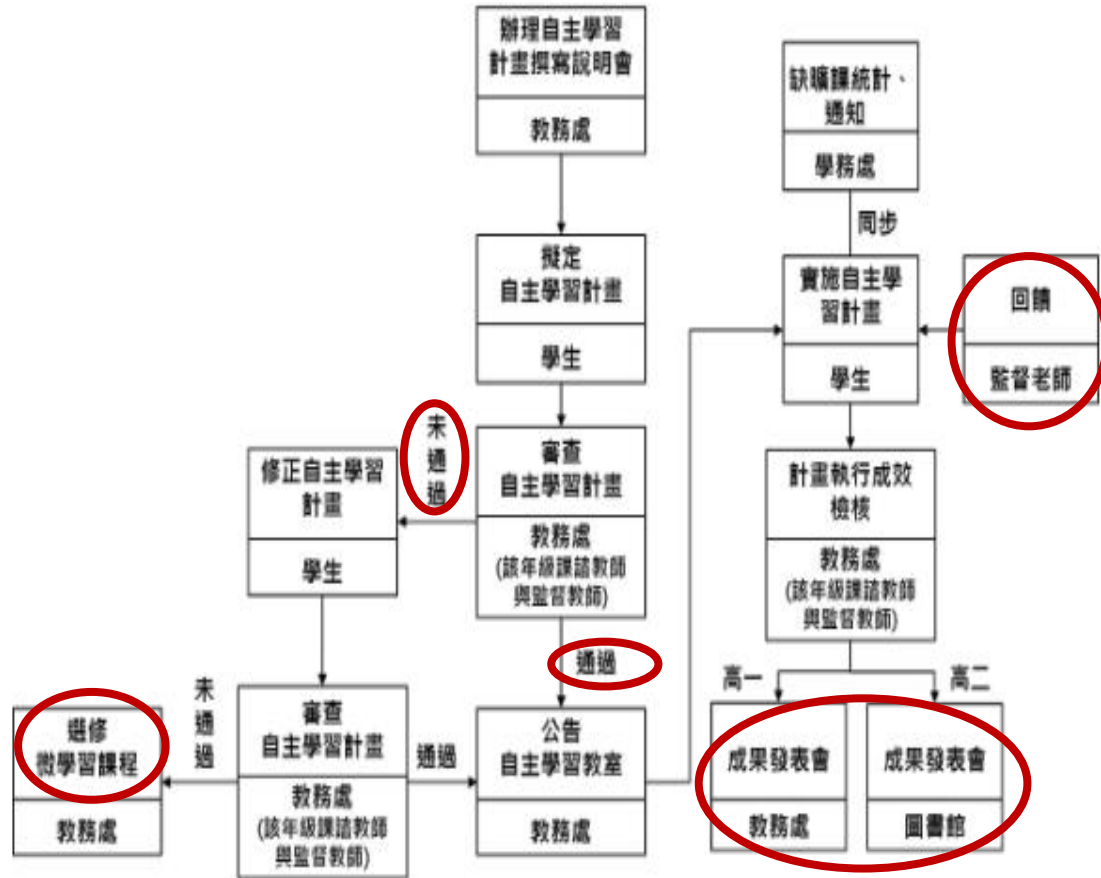 辦理自主學習
計畫撰寫說明會
教務處
擬定
自主學習計畫
學生
審查
自主學習計畫
教務處
(該年級課諮教師
與監督教師)
未
通
過
修正自主學習
計畫
學生
通過
審查
自主學習計畫
教務處
(該年級課諮教師
與監督教師)
未
通
過
選修
微學習課程
教務處
通過
公告
自主學習教室
教務處
缺曠課統計、
通知
學務處
同步
實施自主學
習計畫
學生
回饋
監督老師
計畫執行成效
檢核
教務處
(該年級課諮教師
與監督教師)
高一
高二
成果發表會
教務處
成果發表會
圖書館